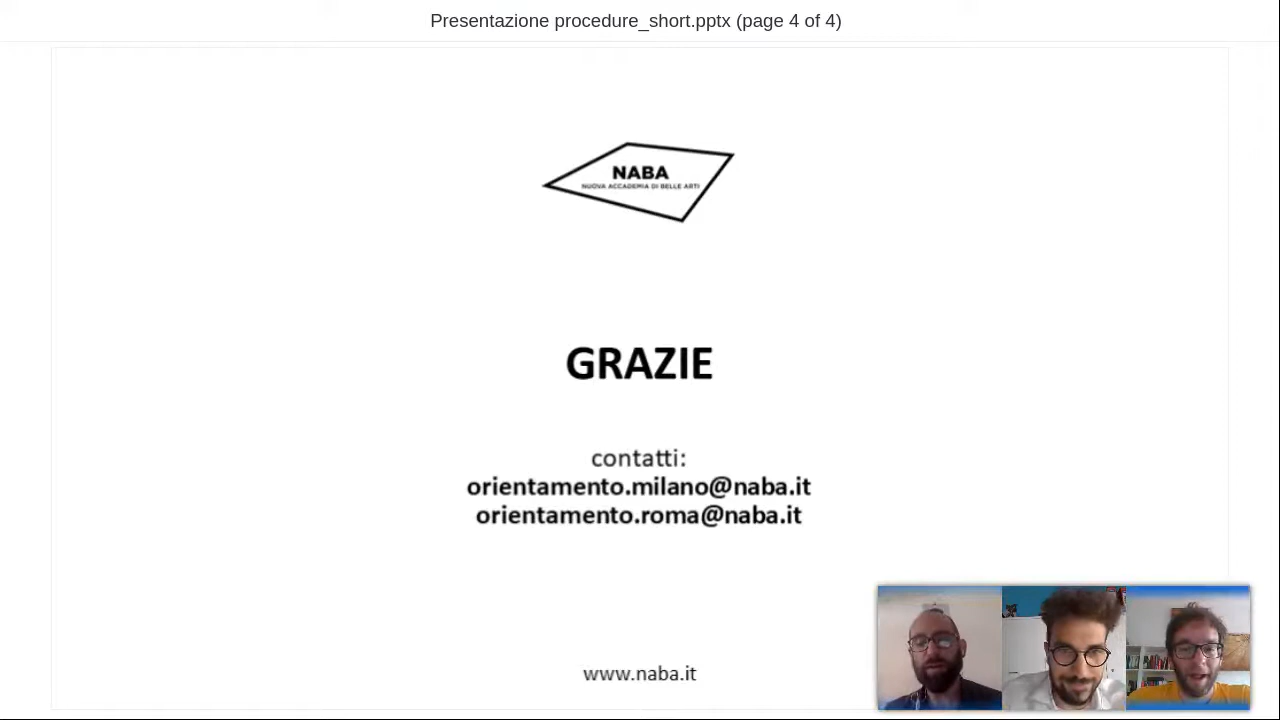 Presentazione procedure_short.pptx (page 4 of 4)
NABA
NUOVA ACCADEMIA DI BELLE ARTI
GRAZIE
contatti:
orientamento.milano@naba.it
orientamento.roma@naba.it
www.naba.it